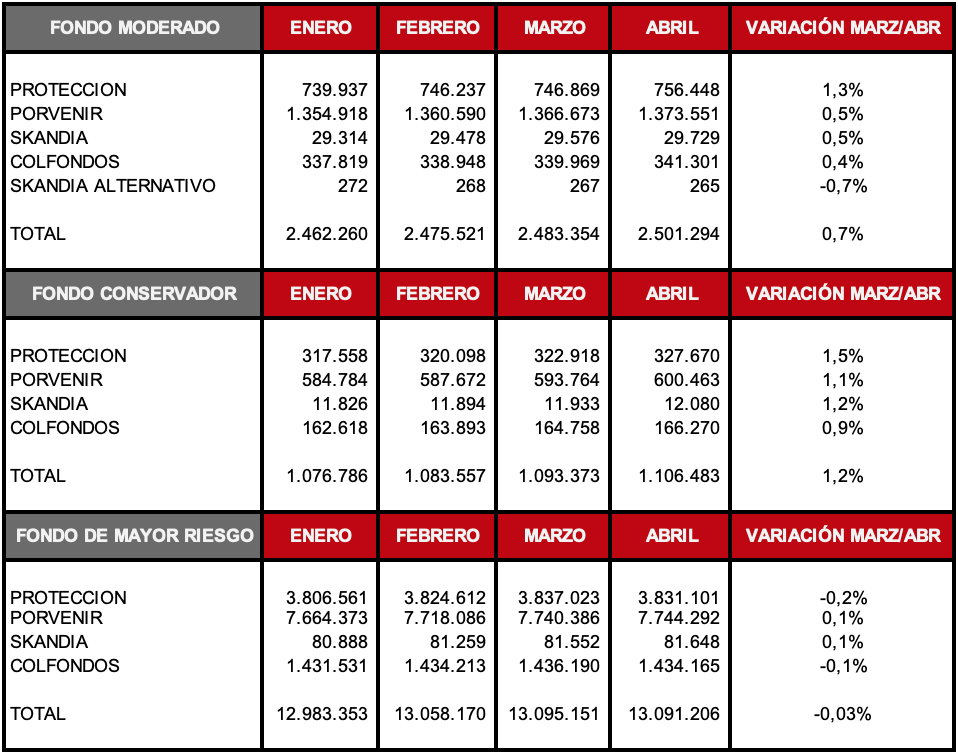 FONDO MODERADO ENERO FEBRERO MARZO ABRIL VARIACIÓN MARZ/ABR
PROTECCION 739.937 746.237 746.869 756.448 1,3%
PORVENIR 1.354.918 1.360.590 1.366.673 1.373.551 0,5%
SKANDIA 29.314 29.478 29.576 29.729 0,5%
COLFONDOS 337.819 338.948 339.969 341.301 0,4%
SKANDIA ALTERNATIVO 272 268 267 265 -0,7%
TOTAL 2.462.260 2.475.521 2.483.354 2.501.294 0,7%
FONDO CONSERVADOR ENERO FEBRERO MARZO ABRIL VARIACIÓN MARZ/ABR
PROTECCION 317.558 320.098 322.918 327.670 1,5%
PORVENIR 584.784 587.672 593.764 600.463 1,1%
SKANDIA 11.826 11.894 11.933 12.080 1,2%
COLFONDOS 162.618 163.893 164.758 166.270 0,9%
TOTAL 1.076.786 1.083.557 1.093.373 1.106.483 1,2%
FONDO DE MAYOR RIESGO ENERO FEBRERO MARZO ABRIL VARIACIÓN MARZ/ABR
PROTECCION 3.806.561 3.824.612 3.837.023 3.831.101 -0,2%
PORVENIR 7.664.373 7.718.086 7.740.386 7.744.292 0,1%
SKANDIA 80.888 81.259 81.552 81.648 0,1%
COLFONDOS 1.431.531 1.434.213 1.436.190 1.434.165 -0,1%
TOTAL 12.983.353 13.058.170 13.095.151 13.091.206 -0,03%